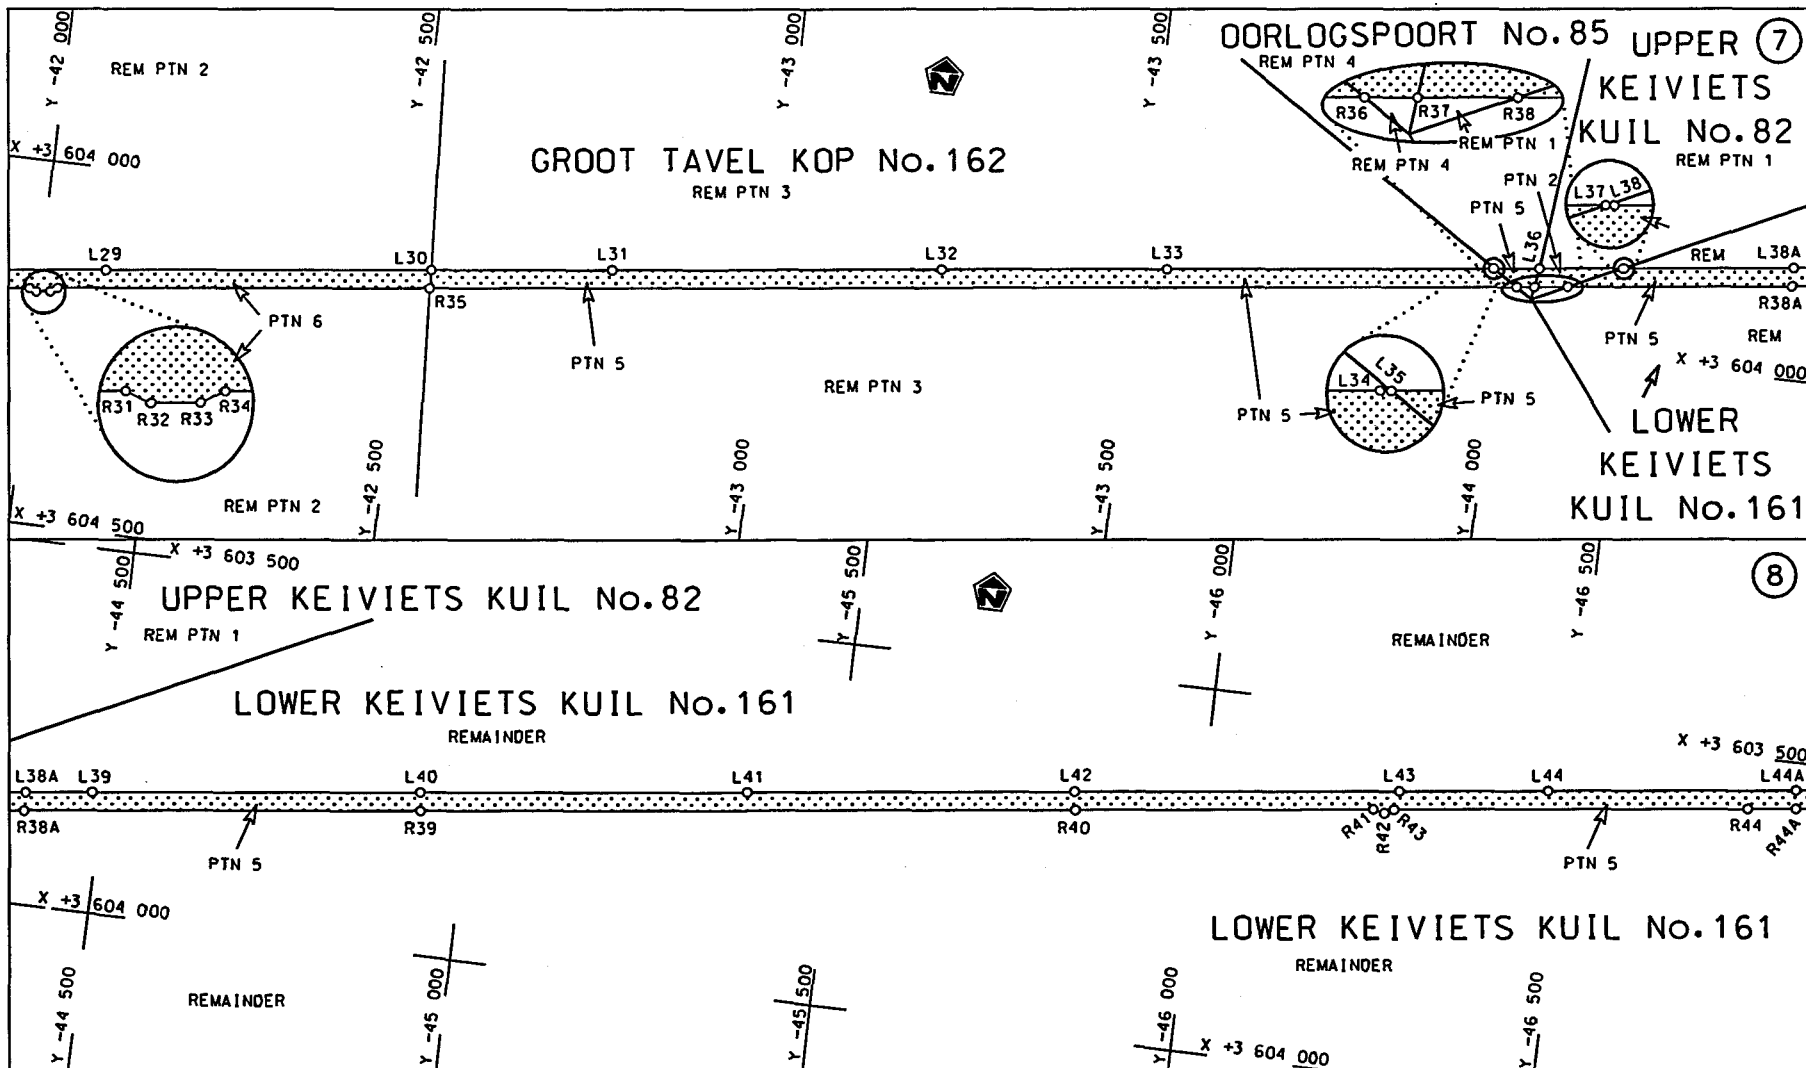 Y -42 000
Y -42 500
Y -43 000
Y -43 500
OORLOGSPOORT No.85
REM PTN 4
UPPER
KEIVIETS
KUIL No.82
REM PTN 1
7
REM PTN 2
N
R36 R37 R38
REM PTN 1
REM PTN 4
X +3 604 000
GROOT TAVEL KOP No.162
REM PTN 3
PTN 2
PTN 5
L37 L38
L36
L29
L30
L31
L32
L33
REM
L38A
R35
R38A
PTN 6
PTN 5
PTN 5
REM
X +3 604 000
REM PTN 3
R31 R32 R33 R34
L34 L35
PTN 5
PTN 5
LOWER
KEIVIETS
KUIL No.161
REM PTN 2
X +3 604 500
Y -42 500
Y -43 000
Y -43 500
Y -44 000
Y -44 500
X +3 603 500
Y -45 500
Y -46 000
Y -46 500
8
N
UPPER KEIVIETS KUIL No.82
REM PTN 1
REMAINDER
LOWER KEIVIETS KUIL No.161
REMAINDER
X +3 603 500
L38A L39
L40
L41
L42
L43
L44
L44A
R38A
R39
R40
R41
R42
R43
R44
R44A
PTN 5
PTN 5
X +3 604 000
LOWER KEIVIETS KUIL No.161
REMAINDER
REMAINDER
Y -44 500
Y -45 000
Y -45 500
Y -46 000
X +3 604 000
Y -46 500